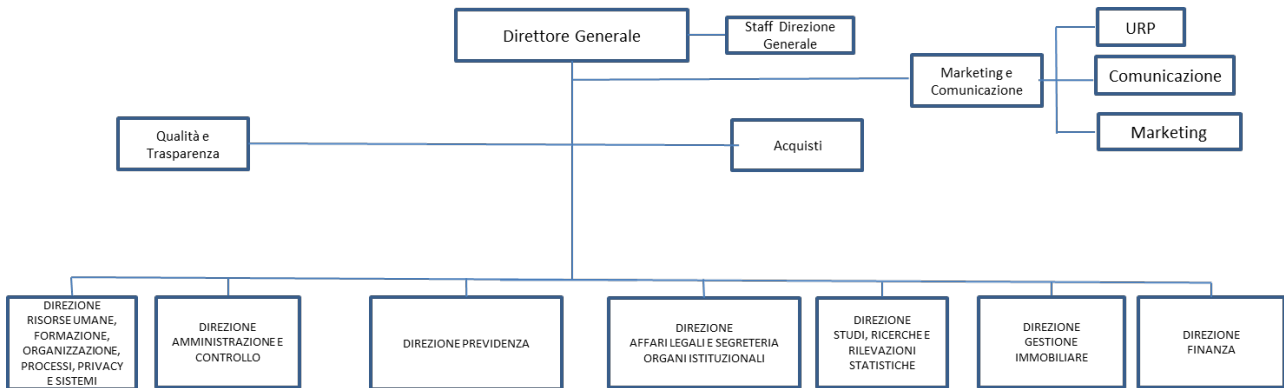 Direttore Generale
Staff Direzione
Generale
URP
Marketing e
Comunicazione
Comunicazione
Marketing
Qualità e
Trasparenza
Acquisti
DIREZIONE
RISORSE UMANE,
FORMAZIONE,
ORGANIZZAZIONE,
PROCESSI, PRIVACY
E SISTEMI
DIREZIONE
AMMINISTRAZIONE E
CONTROLLO
DIREZIONE PREVIDENZA
DIREZIONE
AFFARI LEGALI E SEGRETERIA
ORGANI ISTITUZIONALI
DIREZIONE
STUDI, RICERCHE E
RILEVAZIONI
STATISTICHE
DIREZIONE
GESTIONE
IMMOBILIARE
DIREZIONE
FINANZA